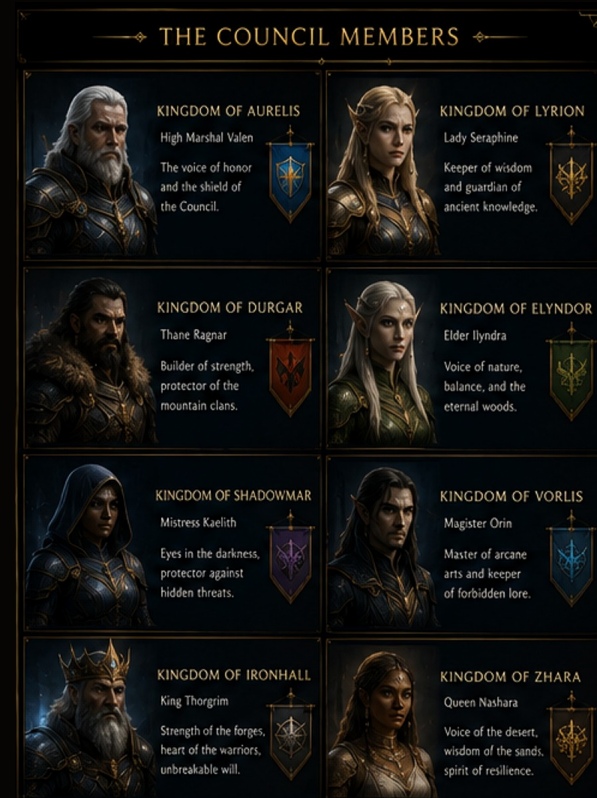 THE COUNCIL MEMBERS
KINGDOM OF AURELIS
High Marshal Valen
The voice of honor
and the shield of
the Council.
KINGDOM OF LYRION
Lady Seraphine
Keeper of wisdom
and guardian of
ancient knowledge.
KINGDOM OF DURGAR
Thane Ragnar
Builder of strength,
protector of the
mountain clans.
KINGDOM OF ELYNDOR
Elder Ilyndra
Voice of nature,
balance, and the
eternal woods.
KINGDOM OF SHADOWMAR
Mistress Kaelith
Eyes in the darkness,
protector against
hidden threats.
KINGDOM OF VORLIS
Magister Orin
Master of arcane
arts and keeper
of forbidden lore.
KINGDOM OF IRONHALL
King Thorgrim
Strength of the forges,
heart of the warriors,
unbreakable will.
KINGDOM OF ZHARA
Queen Nashara
Voice of the desert,
wisdom of the sands,
spirit of resilience.